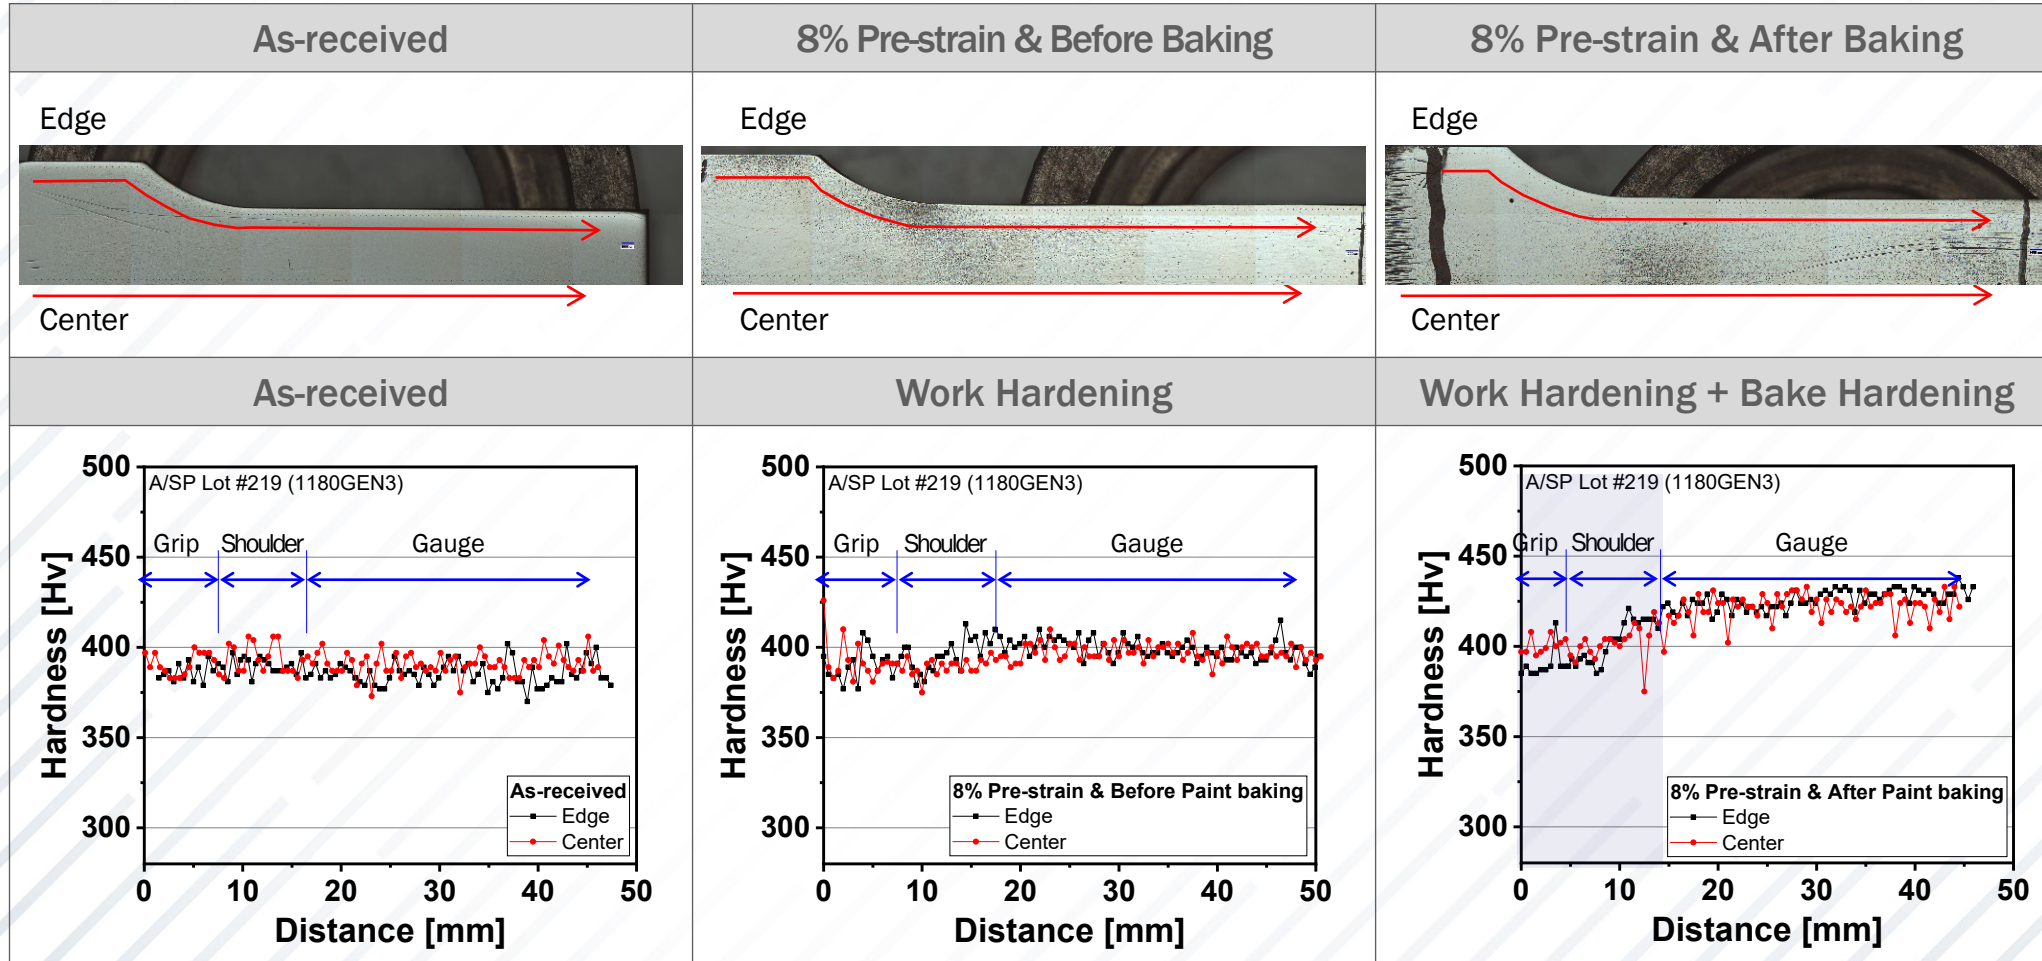 As-received
8% Pre-strain & Before Baking
8% Pre-strain & After Baking
Edge
Center
Edge
Center
Edge
Center
As-received
Work Hardening
Work Hardening + Bake Hardening
A/SP Lot #219 (1180GEN3)
Grip Shoulder Gauge
500
450
400
350
300
Hardness [Hv]
As-received
Edge
Center
0 10 20 30 40 50
Distance [mm]
A/SP Lot #219 (1180GEN3)
Grip Shoulder Gauge
500
450
400
350
300
Hardness [Hv]
8% Pre-strain & Before Paint baking
Edge
Center
0 10 20 30 40 50
Distance [mm]
A/SP Lot #219 (1180GEN3)
Grip Shoulder Gauge
500
450
400
350
300
Hardness [Hv]
8% Pre-strain & After Paint baking
Edge
Center
0 10 20 30 40 50
Distance [mm]